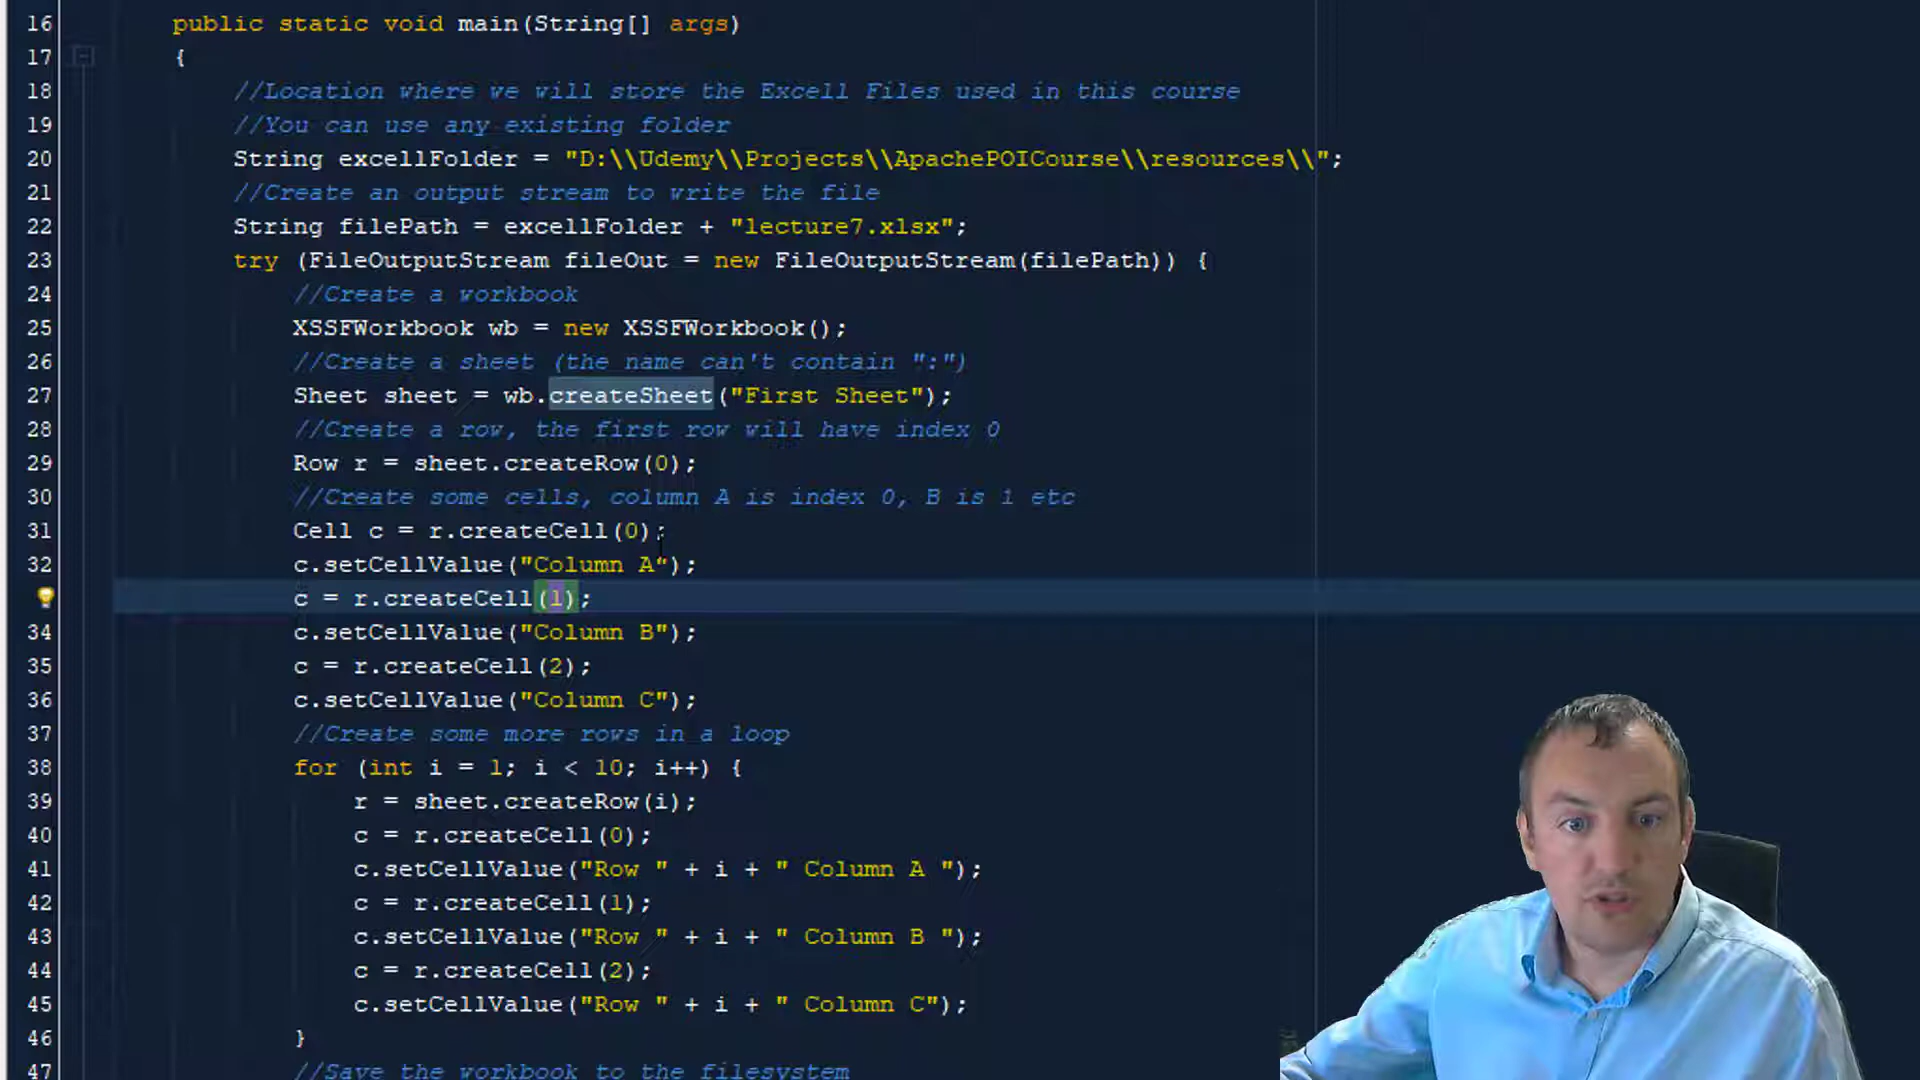 16 public static void main(String[] args)
17 {
18 //Location where we will store the Excell Files used in this course
19 //You can use any existing folder
20 String excellFolder = "D:\\Udemy\\Projects\\ApachePOICourse\\resources\\";
21 //Create an output stream to write the file
22 String filePath = excellFolder + "lecture7.xlsx";
23 try (FileOutputStream fileOut = new FileOutputStream(filePath)) {
24 //Create a workbook
25 XSSFWorkbook wb = new XSSFWorkbook();
26 //Create a sheet (the name can't contain ":")
27 Sheet sheet = wb.createSheet("First Sheet");
28 //Create a row, the first row will have index 0
29 Row r = sheet.createRow(0);
30 //Create some cells, column A is index 0, B is 1 etc
31 Cell c = r.createCell(0);
32 c.setCellValue("Column A");
c = r.createCell(1);
34 c.setCellValue("Column B");
35 c = r.createCell(2);
36 c.setCellValue("Column C");
37 //Create some more rows in a loop
38 for (int i = 1; i < 10; i++) {
39 r = sheet.createRow(i);
40 c = r.createCell(0);
41 c.setCellValue("Row " + i + " Column A ");
42 c = r.createCell(1);
43 c.setCellValue("Row " + i + " Column B ");
44 c = r.createCell(2);
45 c.setCellValue("Row " + i + " Column C");
46 }
47 //Save the workbook to the filesystem